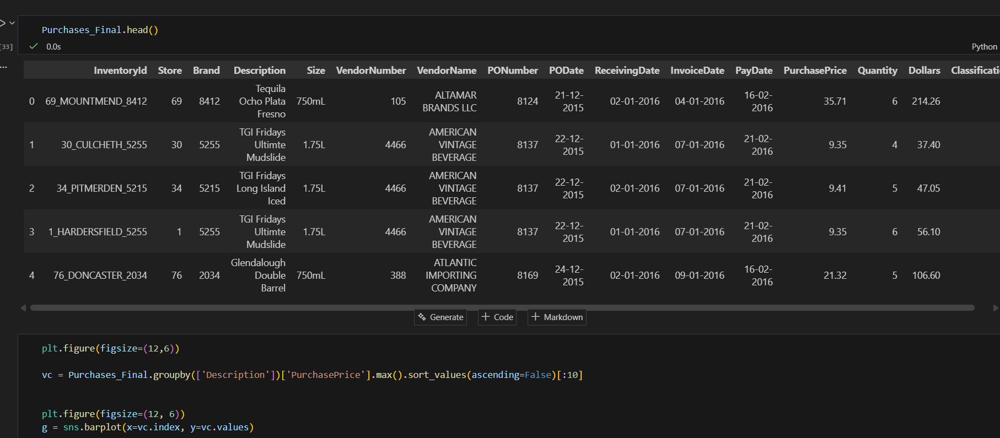 Purchases_Final.head()
[33]
0.0s
Python
InventoryId Store Brand Description Size VendorNumber VendorName PONumber PODate ReceivingDate InvoiceDate PayDate PurchasePrice Quantity Dollars Classificati
0 69_MOUNTMEND_8412 69 8412 Tequila Ocho Plata Fresno 750mL 105 ALTAMAR BRANDS LLC 8124 21-12-2015 02-01-2016 04-01-2016 16-02-2016 35.71 6 214.26
1 30_CULCHETH_5255 30 5255 TGI Fridays Ultimte Mudslide 1.75L 4466 AMERICAN VINTAGE BEVERAGE 8137 22-12-2015 01-01-2016 07-01-2016 21-02-2016 9.35 4 37.40
2 34_PITMERDEN_5215 34 5215 TGI Fridays Long Island Iced 1.75L 4466 AMERICAN VINTAGE BEVERAGE 8137 22-12-2015 02-01-2016 07-01-2016 21-02-2016 9.41 5 47.05
3 1_HARDERSFIELD_5255 1 5255 TGI Fridays Ultimte Mudslide 1.75L 4466 AMERICAN VINTAGE BEVERAGE 8137 22-12-2015 01-01-2016 07-01-2016 21-02-2016 9.35 6 56.10
4 76_DONCASTER_2034 76 2034 Glendalough Double Barrel 750mL 388 ATLANTIC IMPORTING COMPANY 8169 24-12-2015 02-01-2016 09-01-2016 16-02-2016 21.32 5 106.60
Generate + Code + Markdown
plt.figure(figsize=(12,6))
vc = Purchases_Final.groupby(['Description'])['PurchasePrice'].max().sort_values(ascending=False)[:10]
plt.figure(figsize=(12, 6))
g = sns.barplot(x=vc.index, y=vc.values)